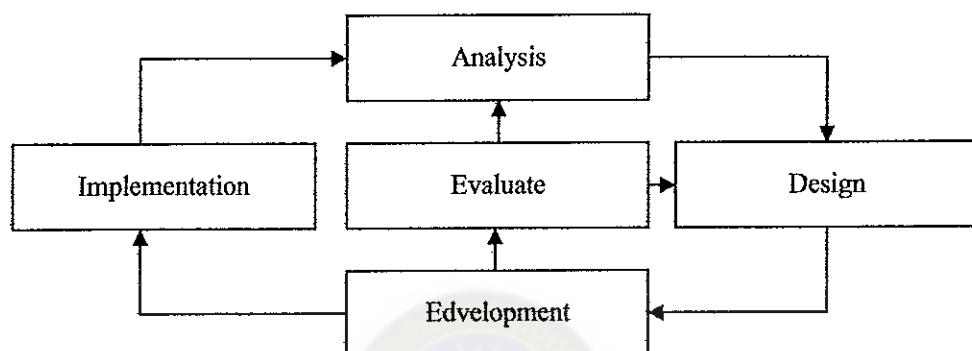 Analysis
Implementation
Evaluate
Design
Edvelopment